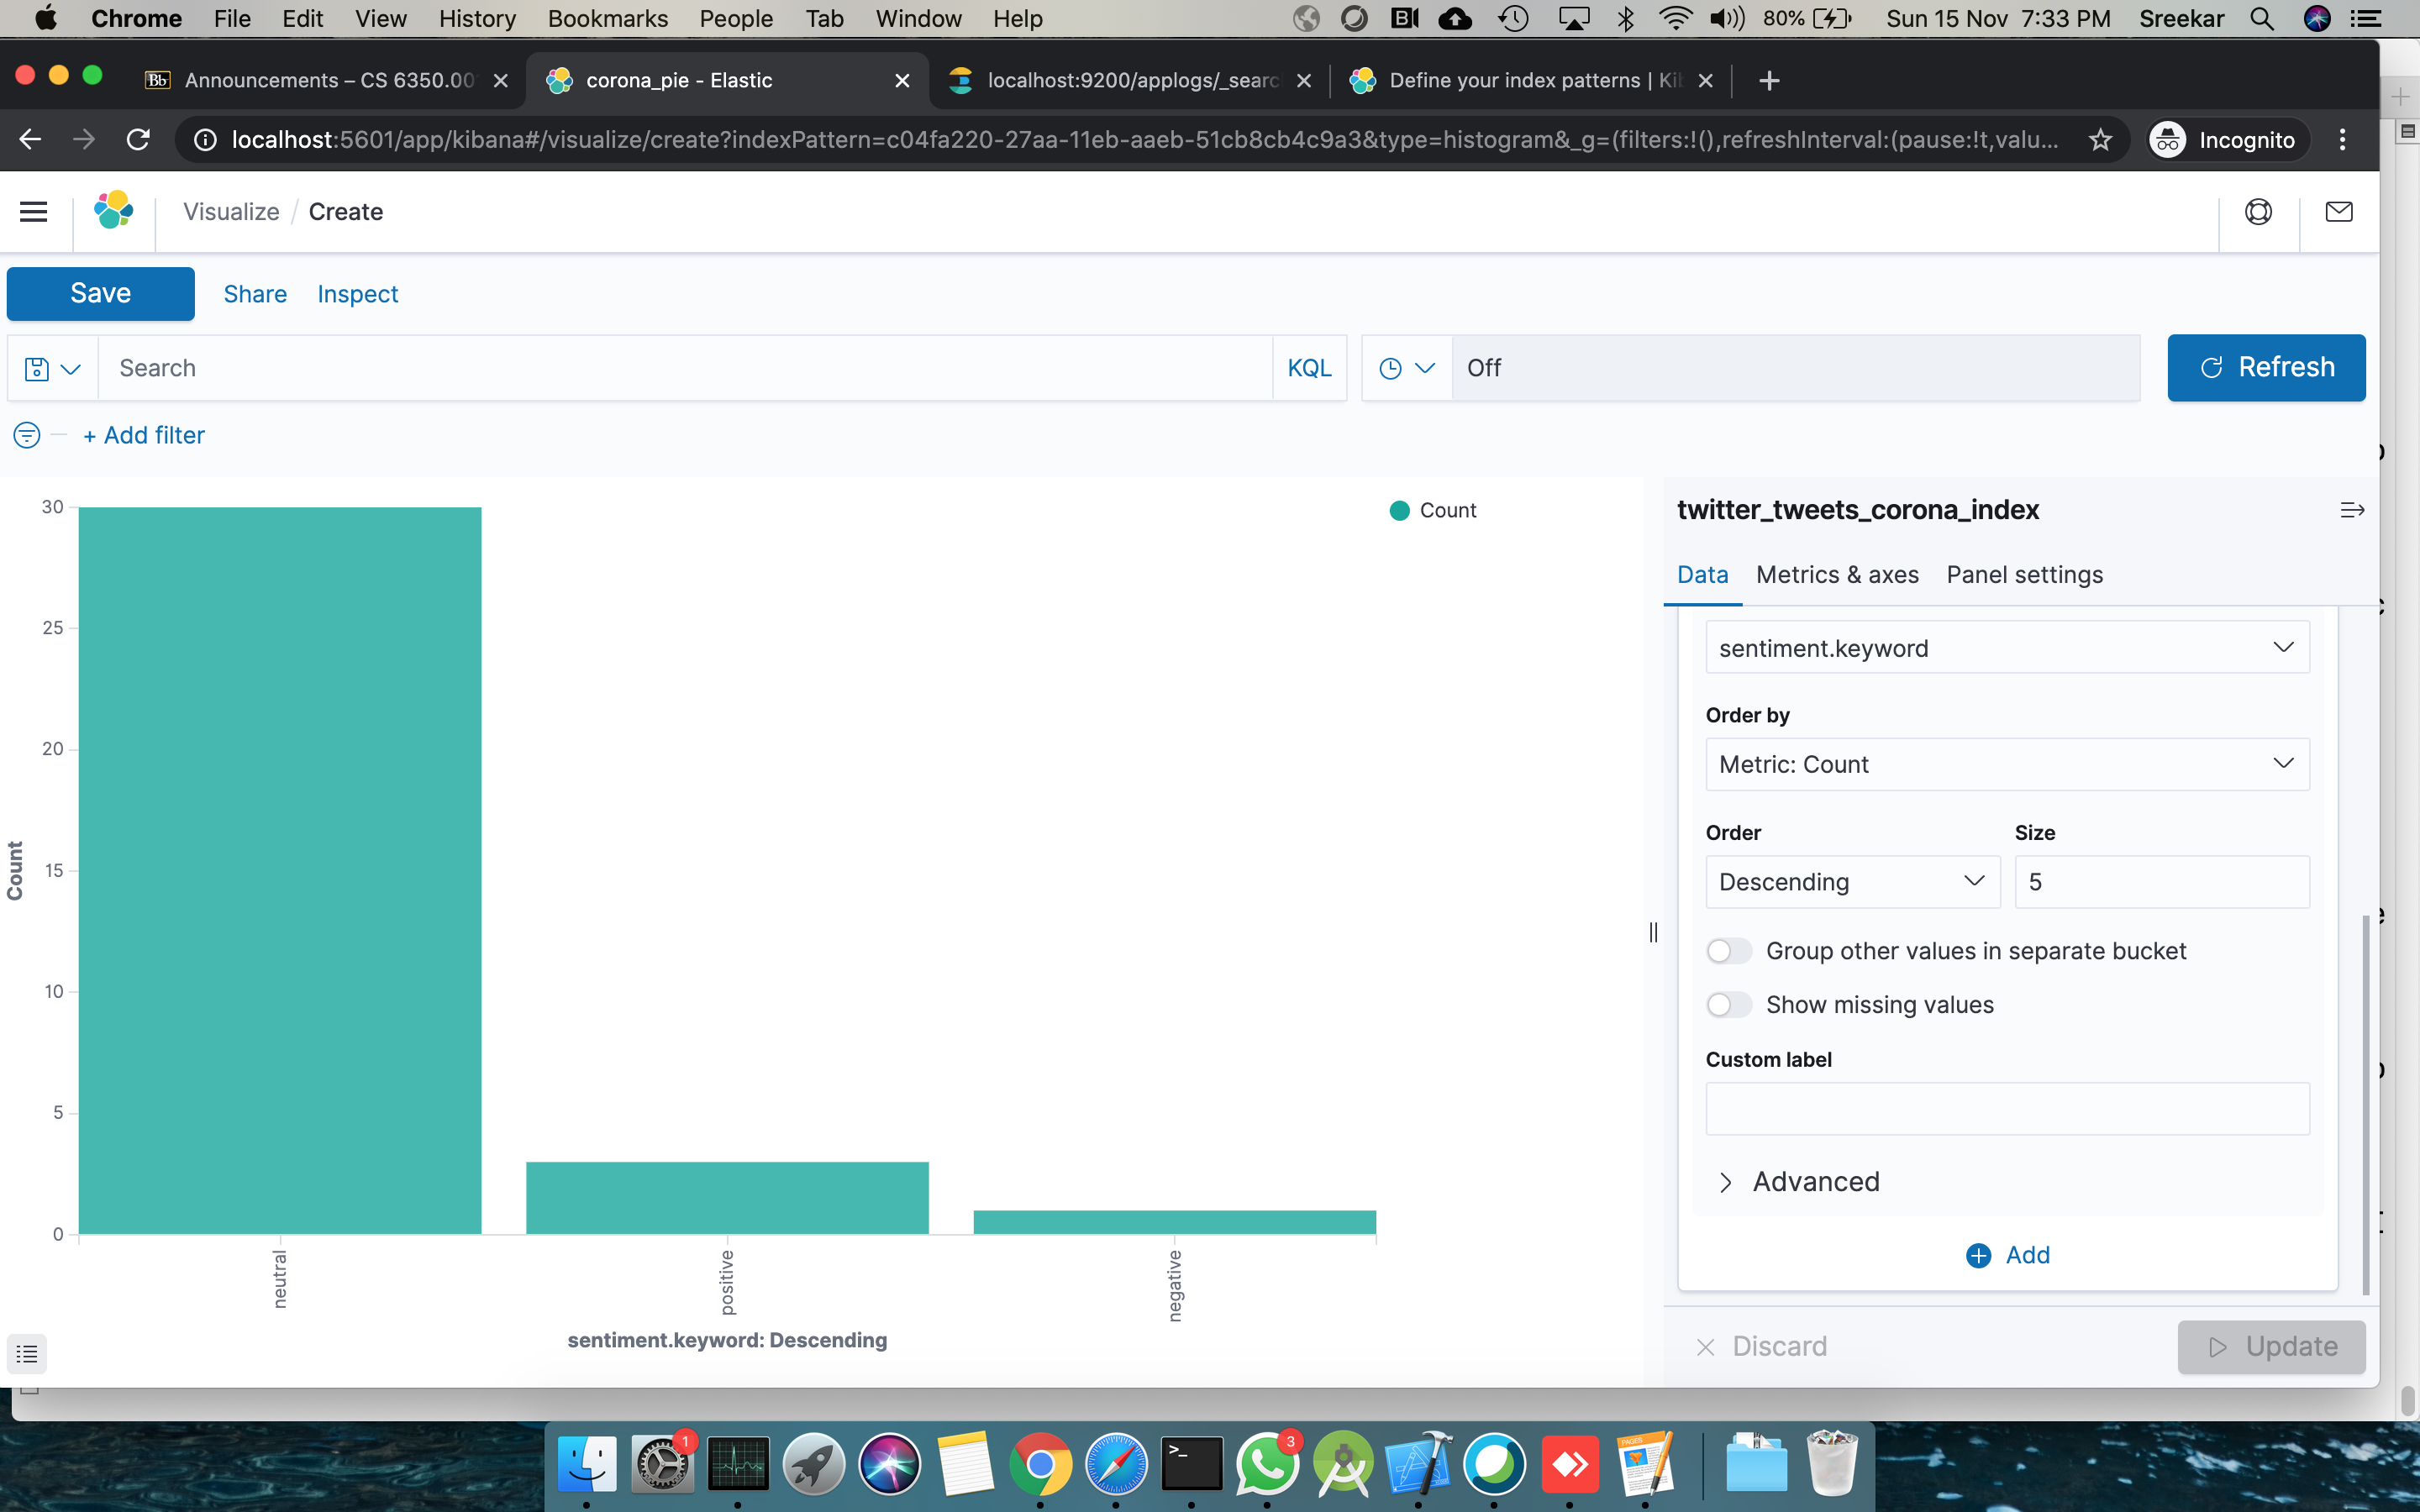 Chrome File Edit View History Bookmarks People Tab Window Help 80% Sun 15 Nov 7:33 PM Sreekar
Bb Announcements – CS 6350.00 corona_pie - Elastic localhost:9200/applogs/_searc Define your index patterns | Kib
localhost:5601/app/kibana#/visualize/create?indexPattern=c04fa220-27aa-11eb-aaeb-51cb8cb4c9a3&type=histogram&_g=(filters:!(),refreshInterval:(pause:!t,valu... Incognito
Visualize / Create
Save Share Inspect
Search KQL Off Refresh
+ Add filter
30
25
20
15
10
5
0
Count
neutral
positive
negative
sentiment.keyword: Descending
Count
twitter_tweets_corona_index
Data Metrics & axes Panel settings
sentiment.keyword
Order by
Metric: Count
Order Size
Descending 5
Group other values in separate bucket
Show missing values
Custom label
Advanced
Add
Discard Update
1
3
PAGES